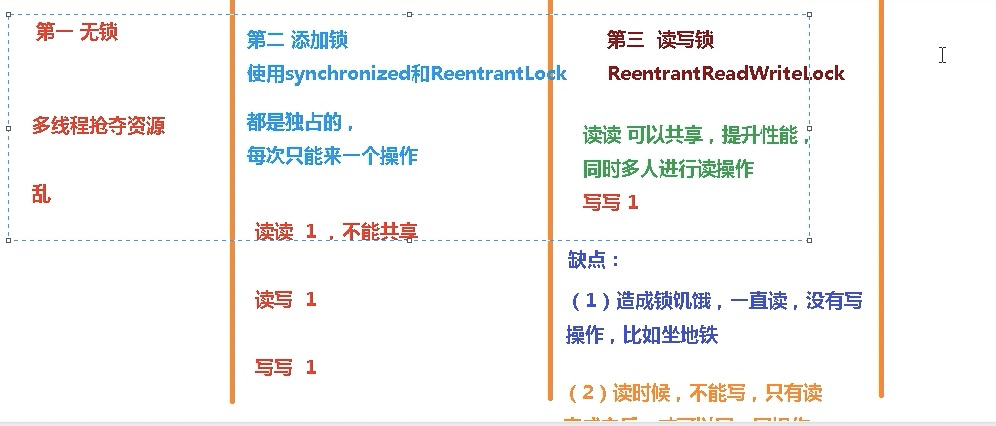 第一 无锁
多线程抢夺资源
乱
第二 添加锁
使用synchronized和ReentrantLock
都是独占的，
每次只能来一个操作
读读 1 ，不能共享
读写 1
写写 1
第三 读写锁
ReentrantReadWriteLock
读读 可以共享，提升性能，
同时多人进行读操作
写写 1
缺点：
（1）造成锁饥饿，一直读，没有写
操作，比如坐地铁
（2）读时候，不能写，只有读